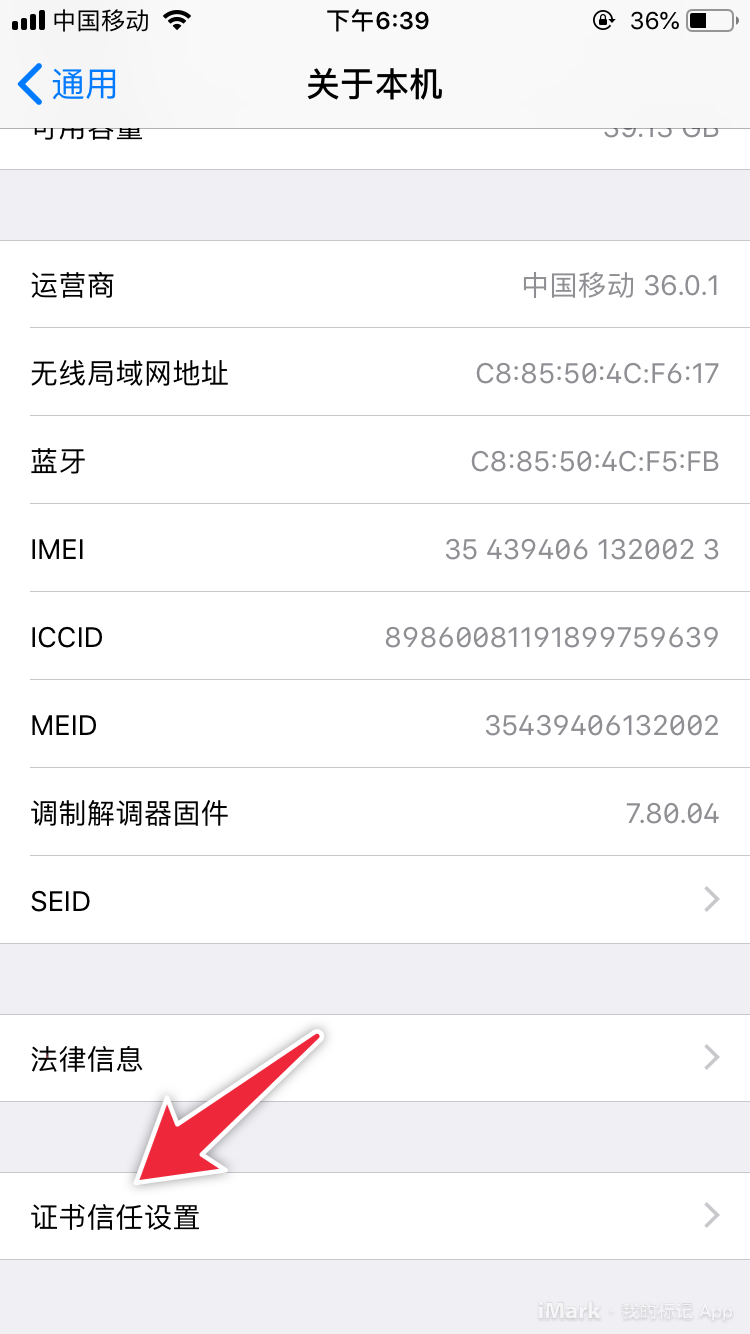 中国移动 下午6:39 36%
通用 关于本机
可用容量 39.13 GB
运营商 中国移动 36.0.1
无线局域网地址 C8:85:50:4C:F6:17
蓝牙 C8:85:50:4C:F5:FB
IMEI 35 439406 132002 3
ICCID 89860081191899759639
MEID 35439406132002
调制解调器固件 7.80.04
SEID
法律信息
证书信任设置
iMark · 我的标记 App